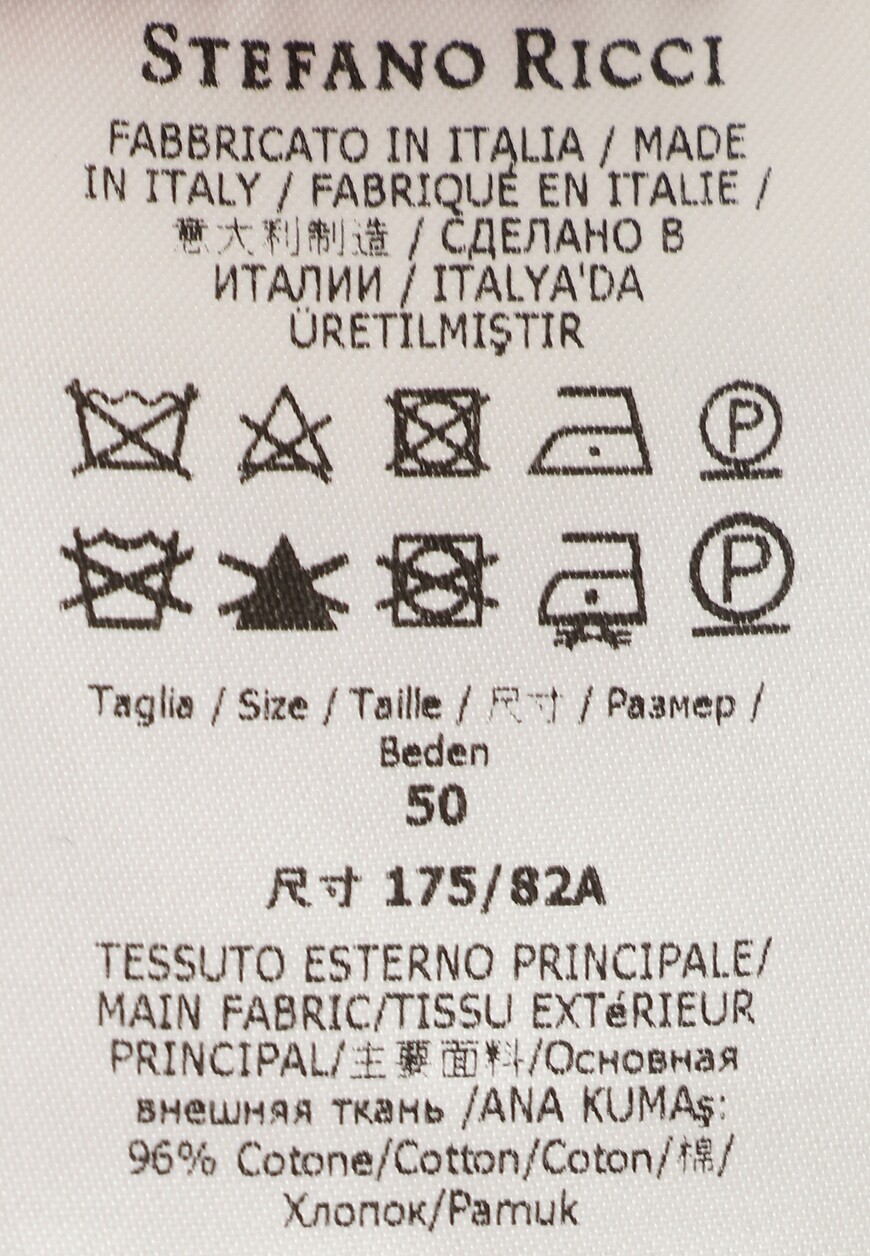 STEFANO RICCI
FABBRICATO IN ITALIA / MADE
IN ITALY / FABRIQUÉ EN ITALIE /
意大利制造 / СДЕЛАНО В
ИТАЛИИ / ITALYA'DA
ÜRETILMIŞTIR
P
P
Taglia / Size / Taille / 尺寸 / Размер /
Beden
50
尺寸 175/82A
TESSUTO ESTERNO PRINCIPALE/
MAIN FABRIC/TISSU EXTéRIEUR
PRINCIPAL/主要面料/Основная
внешняя ткань /ANA KUMAş:
96% Cotone/Cotton/Coton/棉/
Хлопок/Pamuk